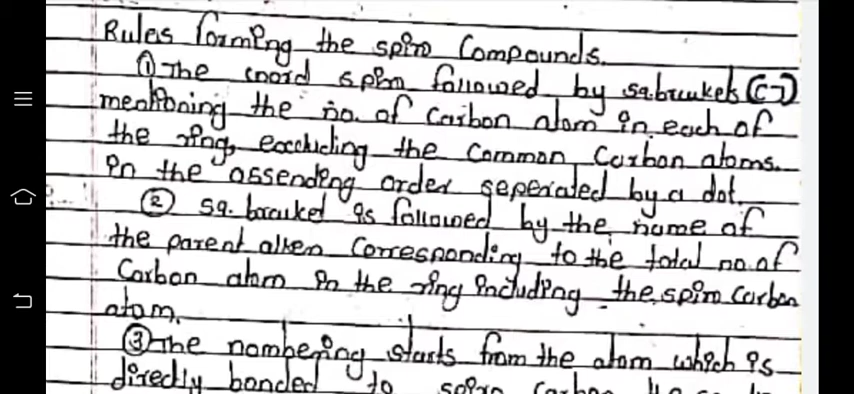 Rules forming the spiro Compounds.
① The word spiro followed by sq. brackets [C-]
mentioning the no. of carbon atom in each of
the ring, excluding the common Carbon atoms.
in the assending order seperated by a dot.
② sq. bracket is followed by the name of
the parent alken Corresponding to the total no. of
Carbon atom in the ring including the spiro Carbon
atom.
③ The nombering starts from the atom which is
directly bonded to spiro Carbon